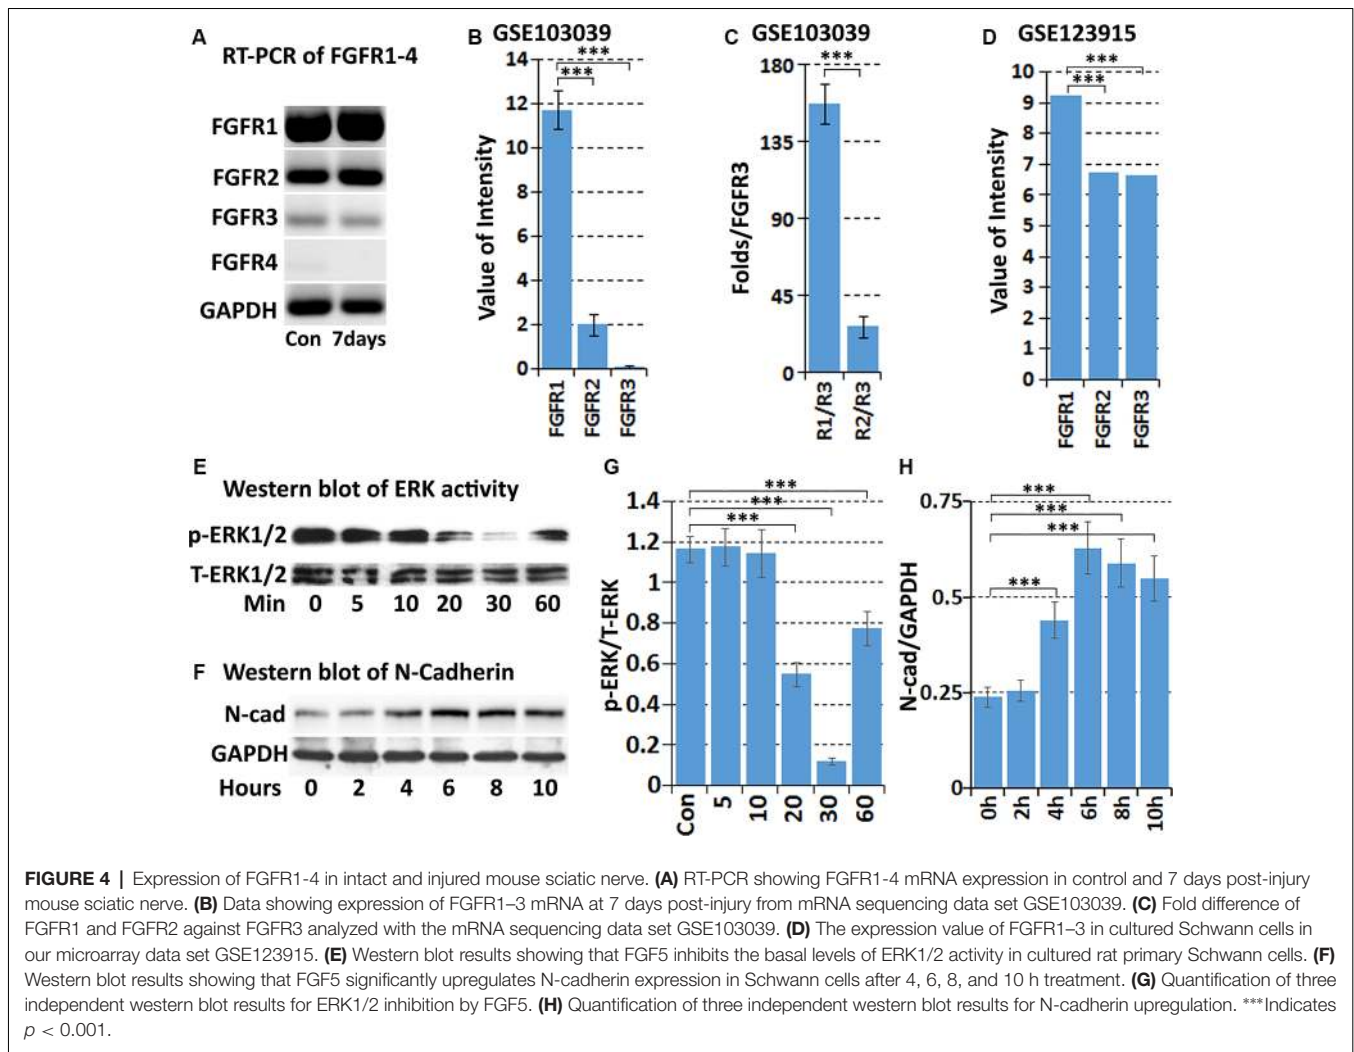 A
RT-PCR of FGFR1-4
FGFR1
FGFR2
FGFR3
FGFR4
GAPDH
Con 7days
B GSE103039
Value of Intensity
14
12
10
8
6
4
2
0
***
***
FGFR1
FGFR2
FGFR3
C GSE103039
Folds/FGFR3
180
135
90
45
0
***
R1/R3
R2/R3
D GSE123915
Value of Intensity
10
9
8
7
6
5
4
3
2
1
0
***
***
FGFR1
FGFR2
FGFR3
E
Western blot of ERK activity
p-ERK1/2
T-ERK1/2
Min 0 5 10 20 30 60
F Western blot of N-Cadherin
N-cad
GAPDH
Hours 0 2 4 6 8 10
G
p-ERK/T-ERK
1.4
1.2
1
0.8
0.6
0.4
0.2
0
***
***
***
Con
5
10
20
30
60
H
N-cad/GAPDH
0.75
0.5
0.25
0
***
***
***
***
0h
2h
4h
6h
8h
10h
FIGURE 4 | Expression of FGFR1-4 in intact and injured mouse sciatic nerve. (A) RT-PCR showing FGFR1-4 mRNA expression in control and 7 days post-injury
mouse sciatic nerve. (B) Data showing expression of FGFR1–3 mRNA at 7 days post-injury from mRNA sequencing data set GSE103039. (C) Fold difference of
FGFR1 and FGFR2 against FGFR3 analyzed with the mRNA sequencing data set GSE103039. (D) The expression value of FGFR1–3 in cultured Schwann cells in
our microarray data set GSE123915. (E) Western blot results showing that FGF5 inhibits the basal levels of ERK1/2 activity in cultured rat primary Schwann cells. (F)
Western blot results showing that FGF5 significantly upregulates N-cadherin expression in Schwann cells after 4, 6, 8, and 10 h treatment. (G) Quantification of three
independent western blot results for ERK1/2 inhibition by FGF5. (H) Quantification of three independent western blot results for N-cadherin upregulation. ***Indicates
p < 0.001.